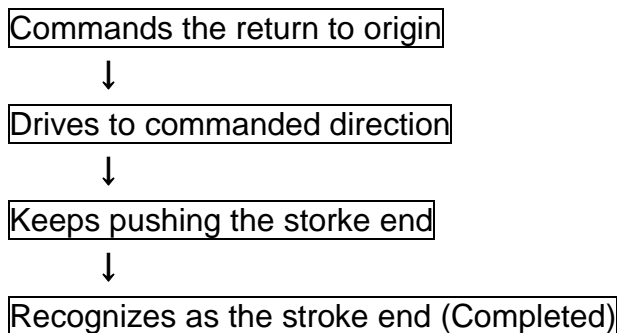 Commands the return to origin
↓
Drives to commanded direction
↓
Keeps pushing the storke end
↓
Recognizes as the stroke end (Completed)